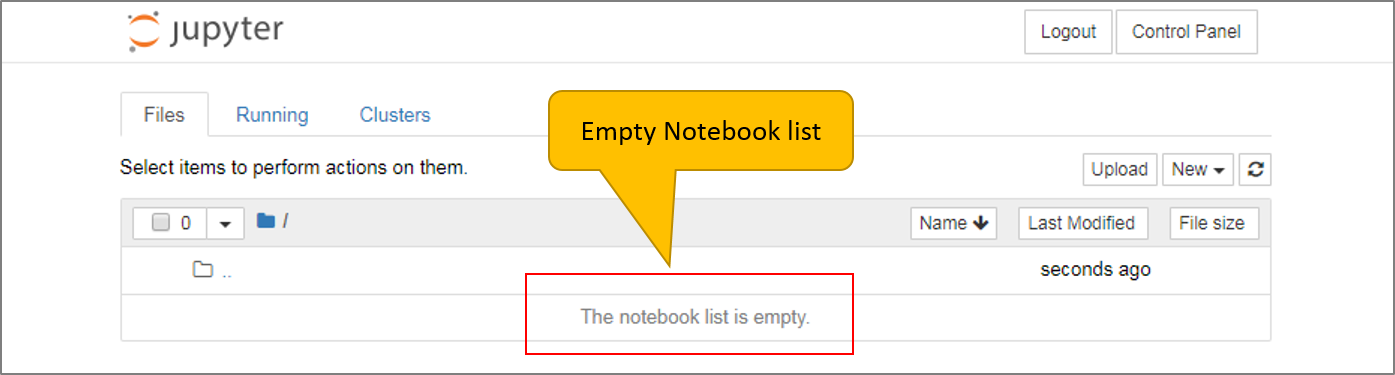 jupyter
Logout
Control Panel
Files
Running
Clusters
Empty Notebook list
Select items to perform actions on them.
Upload
New
0
/
Name
Last Modified
File size
..
seconds ago
The notebook list is empty.